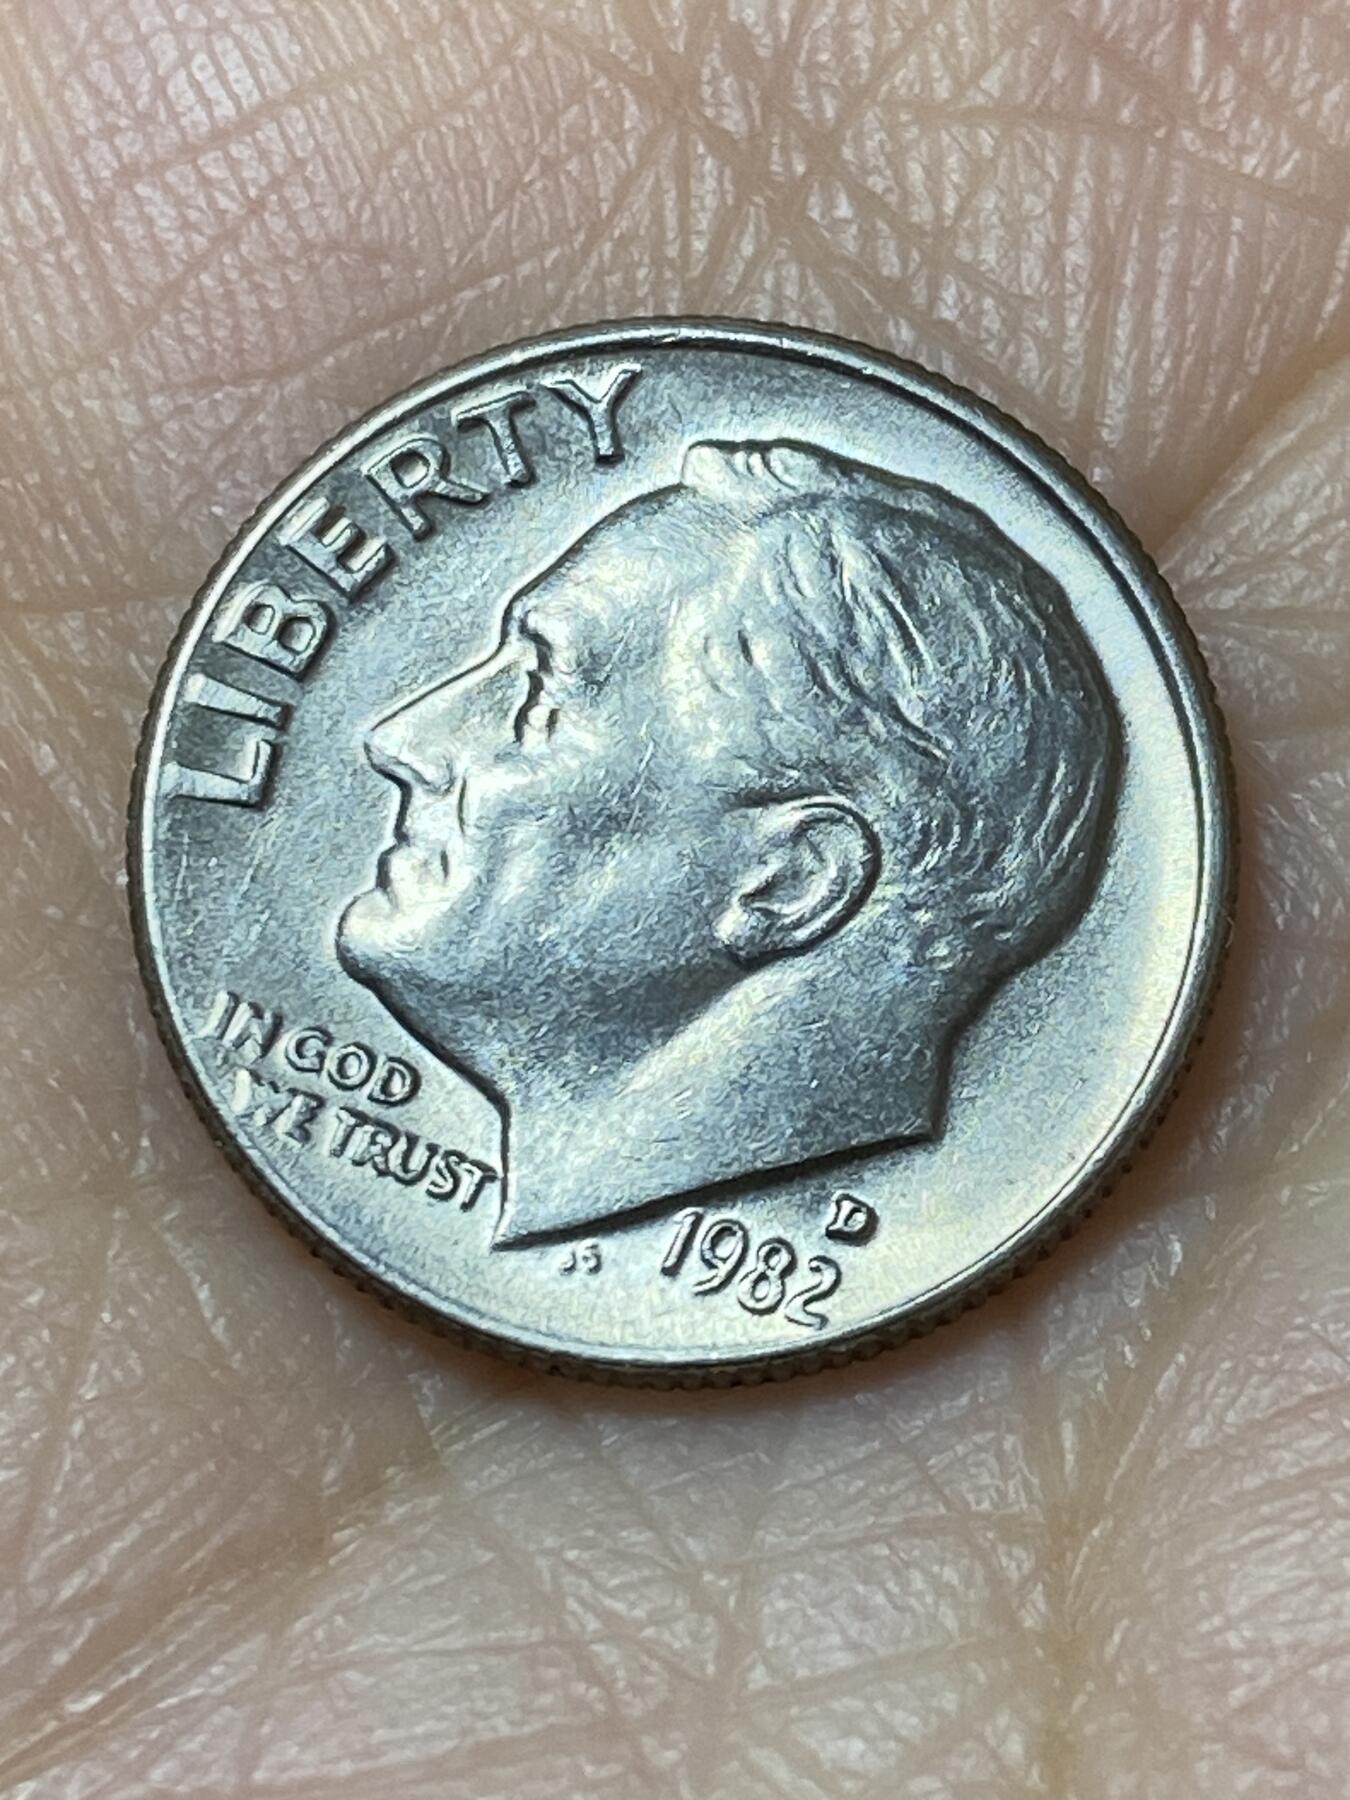 LIBERTY
IN GOD
WE TRUST
JS
1982
D